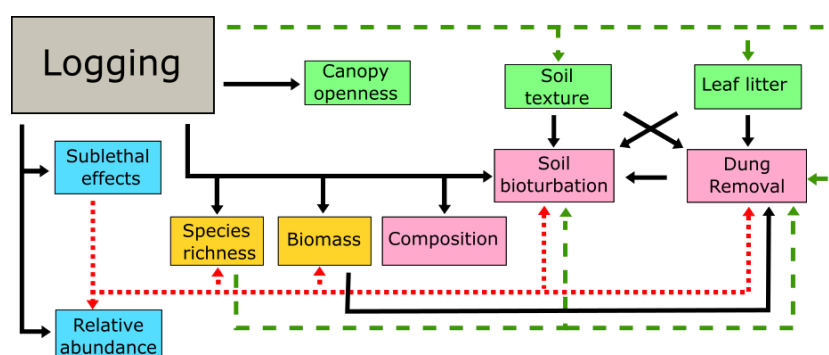 Logging
Canopy
openness
Soil
texture
Leaf litter
Sublethal
effects
Soil
bioturbation
Dung
Removal
Species
richness
Biomass
Composition
Relative
abundance